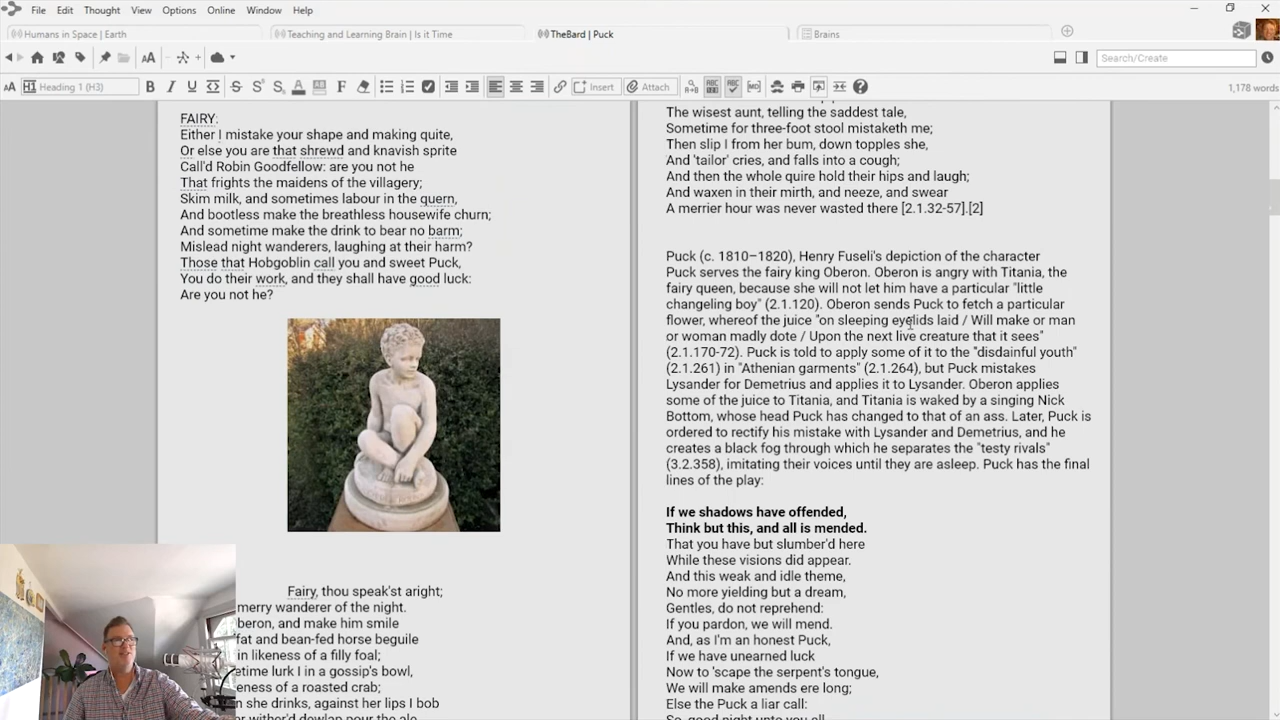 File Edit View Options Online Window Help
Thought
Humans in Space | Earth
Teaching and Learning Brain | Is it Time
TheBard | Puck
Brains
Search/Create
H1 Heading 1 (H3)
B I U S S S A F Insert Attach
1,178 words
FAIRY:
Either I mistake your shape and making quite,
Or else you are that shrewd and knavish sprite
Call'd Robin Goodfellow: are you not he
That frights the maidens of the villagery;
Skim milk, and sometimes labour in the quern,
And bootless make the breathless housewife churn;
And sometime make the drink to bear no barm;
Mislead night wanderers, laughing at their harm?
Those that Hobgoblin call you and sweet Puck,
You do their work, and they shall have good luck:
Are you not he?
Fairy, thou speak'st aright;
merry wanderer of the night.
beron, and make him smile
fat and bean-fed horse beguile
in likeness of a filly foal;
etime lurk I in a gossip's bowl,
eness of a roasted crab;
n she drinks, against her lips I bob
wither'd dewlap pour the ale
The wisest aunt, telling the saddest tale,
Sometime for three-foot stool mistaketh me;
Then slip I from her bum, down topples she,
And 'tailor' cries, and falls into a cough;
And then the whole quire hold their hips and laugh;
And waxen in their mirth, and neeze, and swear
A merrier hour was never wasted there [2.1.32-57].[2]
Puck (c. 1810–1820), Henry Fuseli's depiction of the character
Puck serves the fairy king Oberon. Oberon is angry with Titania, the
fairy queen, because she will not let him have a particular "little
changeling boy" (2.1.120). Oberon sends Puck to fetch a particular
flower, whereof the juice "on sleeping eyelids laid / Will make or man
or woman madly dote / Upon the next live creature that it sees"
(2.1.170-72). Puck is told to apply some of it to the "disdainful youth"
(2.1.261) in "Athenian garments" (2.1.264), but Puck mistakes
Lysander for Demetrius and applies it to Lysander. Oberon applies
some of the juice to Titania, and Titania is waked by a singing Nick
Bottom, whose head Puck has changed to that of an ass. Later, Puck is
ordered to rectify his mistake with Lysander and Demetrius, and he
creates a black fog through which he separates the "testy rivals"
(3.2.358), imitating their voices until they are asleep. Puck has the final
lines of the play:
If we shadows have offended,
Think but this, and all is mended.
That you have but slumber'd here
While these visions did appear.
And this weak and idle theme,
No more yielding but a dream,
Gentles, do not reprehend:
If you pardon, we will mend.
And, as I'm an honest Puck,
If we have unearned luck
Now to 'scape the serpent's tongue,
We will make amends ere long;
Else the Puck a liar call:
So, good night unto you all.